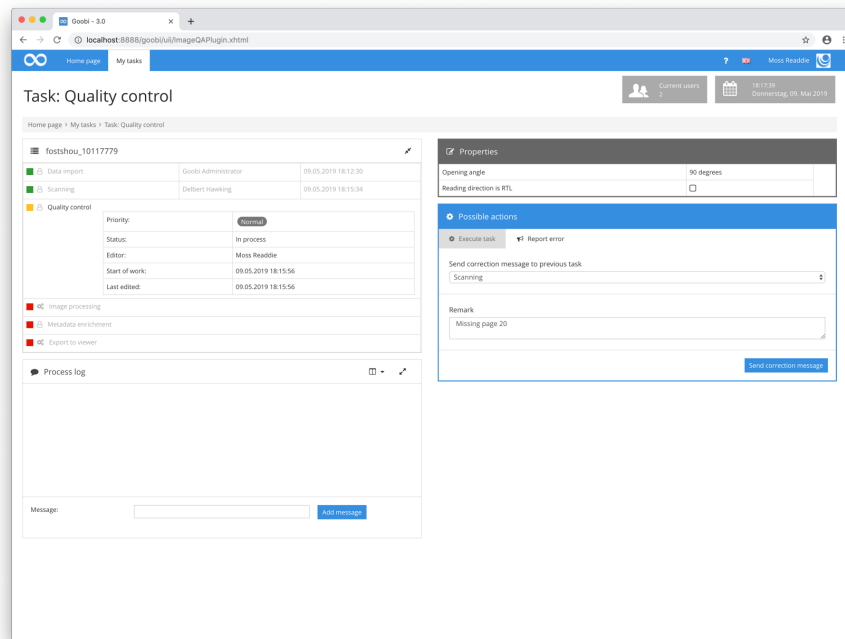 Goobi - 3.0
localhost:8888/goobi/uii/ImageQAPlugin.xhtml
Home page
My tasks
?
Moss Readdie
Task: Quality control
Current users
2
18:17:39
Donnerstag, 09. Mai 2019
Home page › My tasks › Task: Quality control
fostshou_10117779
Data import Goobi Administrator 09.05.2019 18:12:30
Scanning Delbert Hawking 09.05.2019 18:15:34
Quality control
Priority: Normal
Status: In process
Editor: Moss Readdie
Start of work: 09.05.2019 18:15:56
Last edited: 09.05.2019 18:15:56
Image processing
Metadata enrichment
Export to viewer
Process log
Message:
Add message
Properties
Opening angle 90 degrees
Reading direction is RTL
Possible actions
Execute task
Report error
Send correction message to previous task
Scanning
Remark
Missing page 20
Send correction message